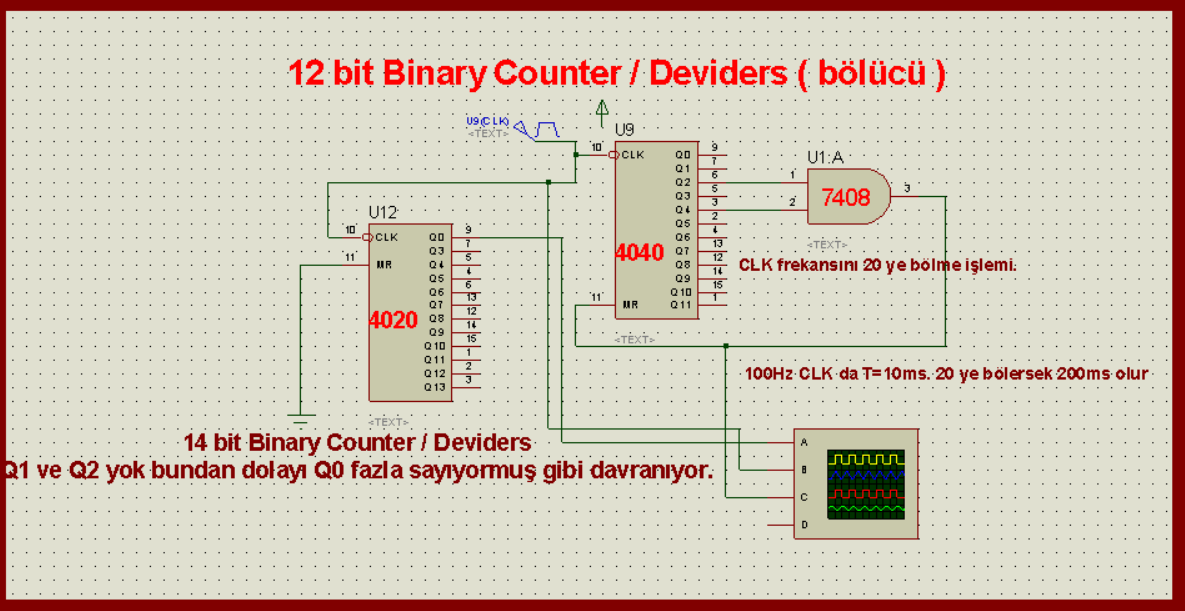 12 bit Binary Counter / Deviders ( bölücü )
U9(CLK)
<TEXT>
U9
10 CLK Q0 9
Q1 7
Q2 6
Q3 5
Q4 3
Q5 2
Q6 4
Q7 13
Q8 12
Q9 14
Q10 15
11 MR Q11 1
4040
<TEXT>
U1:A
1
2
7408
3
<TEXT>
CLK frekansını 20 ye bölme işlemi.
U12
10 CLK Q0 9
Q3 7
11 MR Q4 5
Q5 4
Q6 6
Q7 13
Q8 12
Q9 14
Q10 15
Q11 1
Q12 2
Q13 3
4020
<TEXT>
100Hz CLK da T=10ms. 20 ye bölersek 200ms olur
14 bit Binary Counter / Deviders
Q1 ve Q2 yok bundan dolayı Q0 fazla sayıyormuş gibi davranıyor.
A
B
C
D